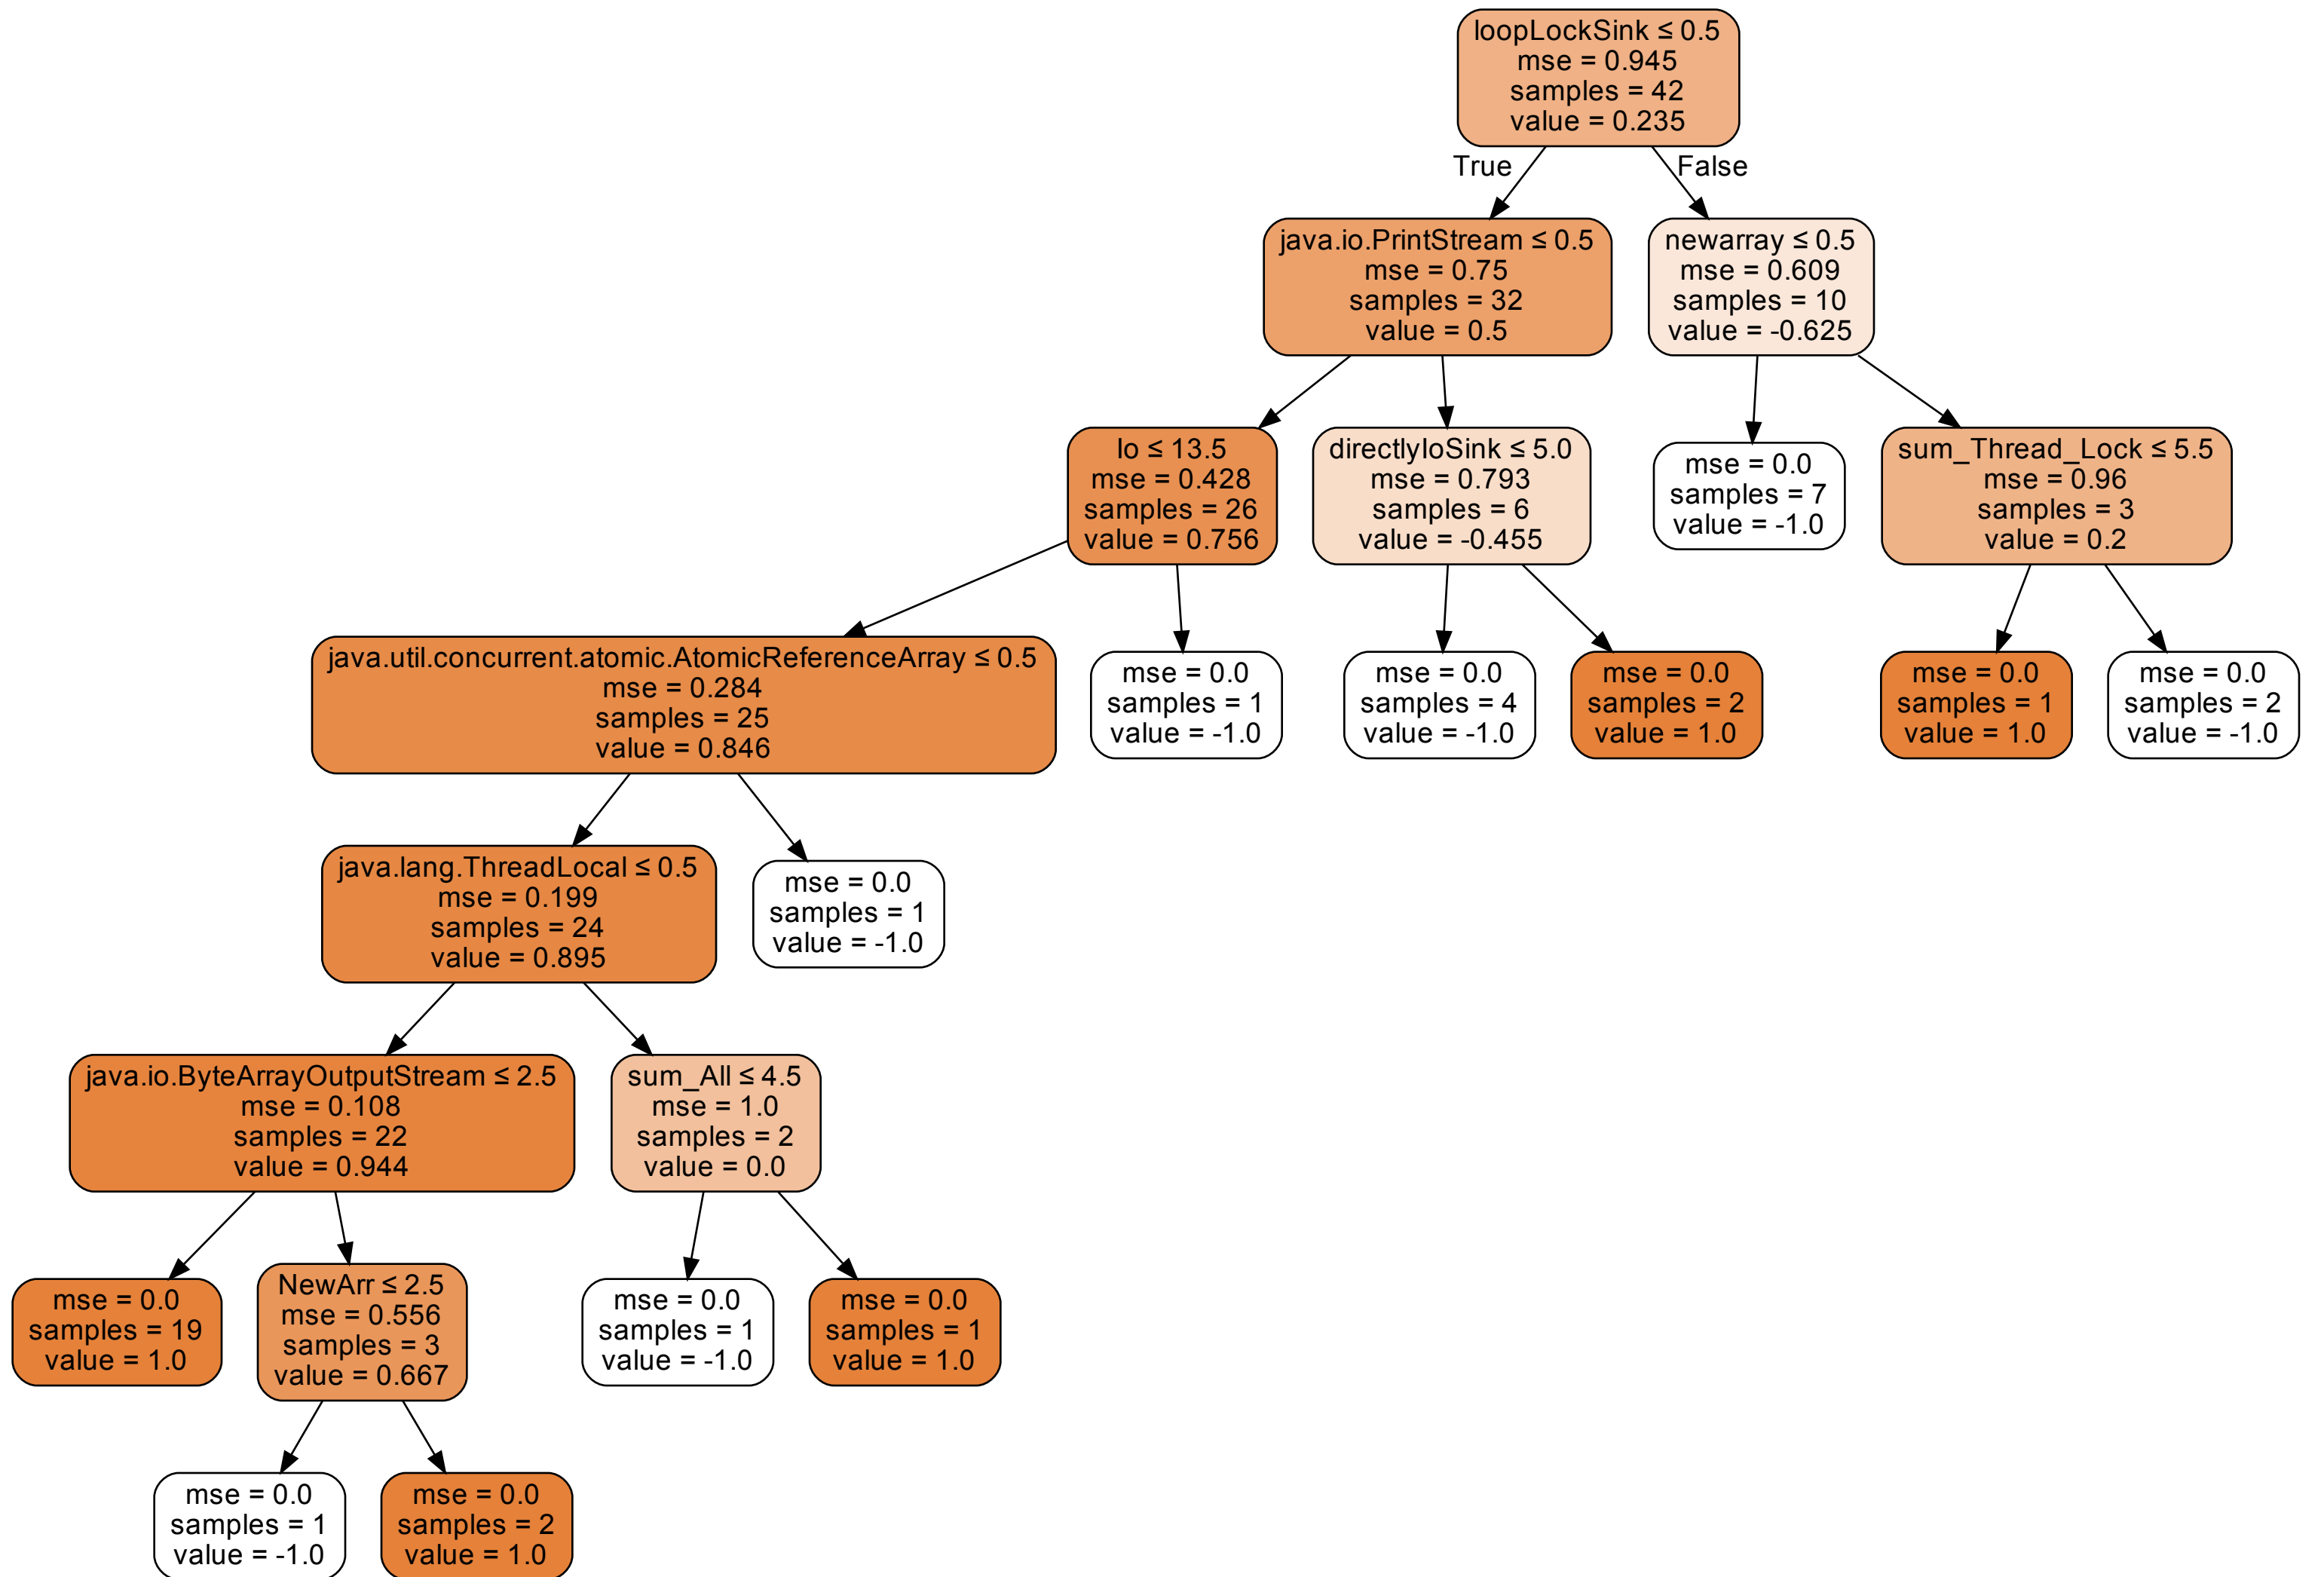 loopLockSink ≤ 0.5
mse = 0.945
samples = 42
value = 0.235
True
False
java.io.PrintStream ≤ 0.5
mse = 0.75
samples = 32
value = 0.5
newarray ≤ 0.5
mse = 0.609
samples = 10
value = -0.625
Io ≤ 13.5
mse = 0.428
samples = 26
value = 0.756
directlyIoSink ≤ 5.0
mse = 0.793
samples = 6
value = -0.455
mse = 0.0
samples = 7
value = -1.0
sum_Thread_Lock ≤ 5.5
mse = 0.96
samples = 3
value = 0.2
java.util.concurrent.atomic.AtomicReferenceArray ≤ 0.5
mse = 0.284
samples = 25
value = 0.846
mse = 0.0
samples = 1
value = -1.0
mse = 0.0
samples = 4
value = -1.0
mse = 0.0
samples = 2
value = 1.0
mse = 0.0
samples = 1
value = 1.0
mse = 0.0
samples = 2
value = -1.0
java.lang.ThreadLocal ≤ 0.5
mse = 0.199
samples = 24
value = 0.895
mse = 0.0
samples = 1
value = -1.0
java.io.ByteArrayOutputStream ≤ 2.5
mse = 0.108
samples = 22
value = 0.944
sum_All ≤ 4.5
mse = 1.0
samples = 2
value = 0.0
mse = 0.0
samples = 19
value = 1.0
NewArr ≤ 2.5
mse = 0.556
samples = 3
value = 0.667
mse = 0.0
samples = 1
value = -1.0
mse = 0.0
samples = 1
value = 1.0
mse = 0.0
samples = 1
value = -1.0
mse = 0.0
samples = 2
value = 1.0